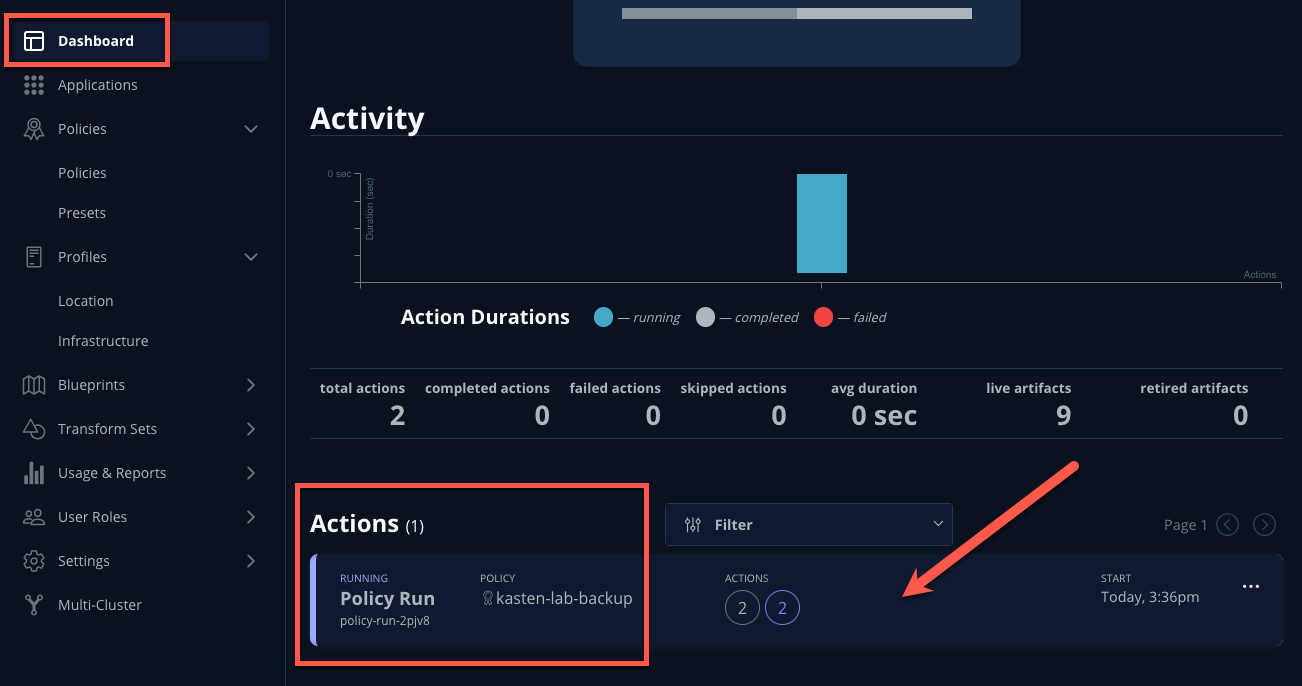 Dashboard
Applications
Policies
Policies
Presets
Profiles
Location
Infrastructure
Blueprints
Transform Sets
Usage & Reports
User Roles
Settings
Multi-Cluster
Activity
0 sec
Duration (sec)
Actions
Action Durations — running — completed — failed
total actions completed actions failed actions skipped actions avg duration live artifacts retired artifacts
2 0 0 0 0 sec 9 0
Actions (1) Filter Page 1
RUNNING POLICY ACTIONS START
Policy Run kasten-lab-backup 2 2 Today, 3:36pm
policy-run-2pjv8